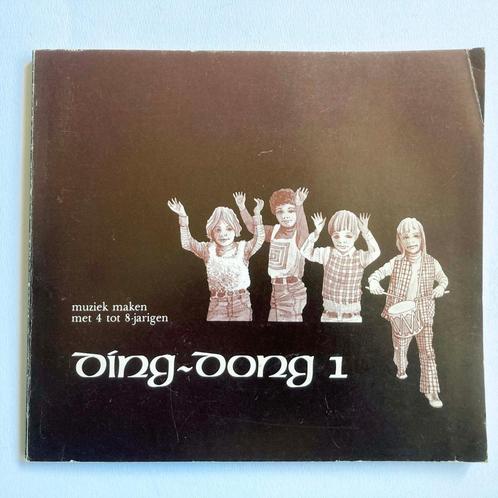 muziek maken
met 4 tot 8-jarigen
ding~dong 1